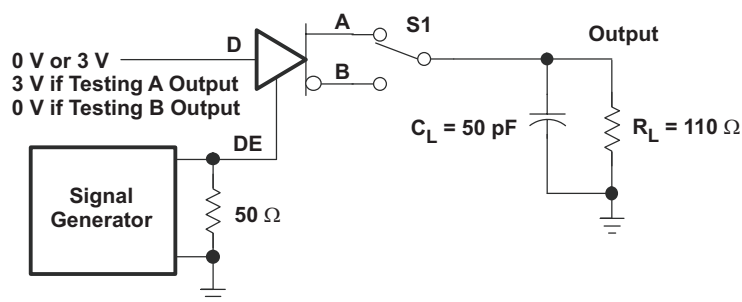 A
S1
D
Output
0 V or 3 V
3 V if Testing A Output
0 V if Testing B Output
B
C_L = 50 pF
R_L = 110 Ω
DE
Signal
Generator
50 Ω